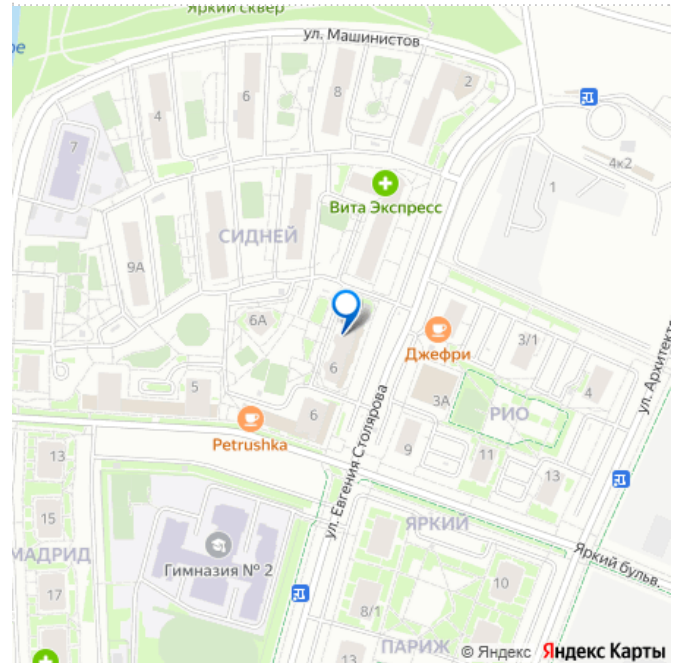 Яркий сквер
ре
ул. Машинистов
2
6
8
4
7
4к2
1
Вита Экспресс
СИДНЕЙ
9А
6А
Джефри
3/1
ул. Архитекто
6
4
5
3А
РИО
6
Petrushka
ул. Евгения Столярова
9
11
13
13
15
МАДРИД
ЯРКИЙ
Яркий бульв.
Гимназия № 2
17
10
8/1
13
ПАРИЖ
© Яндекс Яндекс Карты